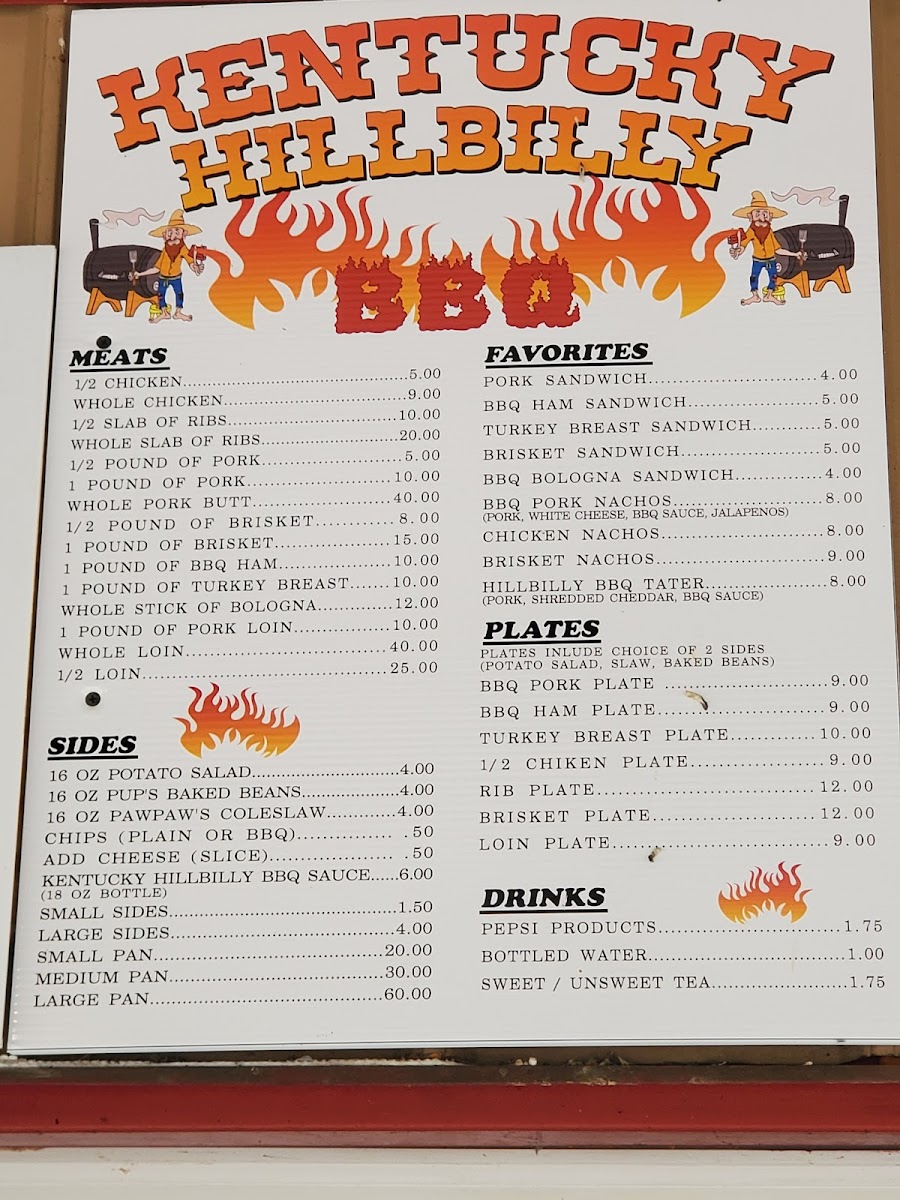 KENTUCKY
HILLBILLY
BBQ
MEATS
1/2 CHICKEN................................................5.00
WHOLE CHICKEN.......................................9.00
1/2 SLAB OF RIBS....................................10.00
WHOLE SLAB OF RIBS.............................20.00
1/2 POUND OF PORK..............................5.00
1 POUND OF PORK...............................10.00
WHOLE PORK BUTT..............................40.00
1/2 POUND OF BRISKET............8.00
1 POUND OF BRISKET........................15.00
1 POUND OF BBQ HAM.......................10.00
1 POUND OF TURKEY BREAST.......10.00
WHOLE STICK OF BOLOGNA..............12.00
1 POUND OF PORK LOIN.................10.00
WHOLE LOIN....................................40.00
1/2 LOIN...........................................25.00
SIDES
16 OZ POTATO SALAD...............................4.00
16 OZ PUP'S BAKED BEANS....................4.00
16 OZ PAWPAW'S COLESLAW.............4.00
CHIPS (PLAIN OR BBQ)............... .50
ADD CHEESE (SLICE).................... .50
KENTUCKY HILLBILLY BBQ SAUCE......6.00
(18 OZ BOTTLE)
SMALL SIDES...........................................1.50
LARGE SIDES..........................................4.00
SMALL PAN...........................................20.00
MEDIUM PAN........................................30.00
LARGE PAN...........................................60.00
FAVORITES
PORK SANDWICH...........................4.00
BBQ HAM SANDWICH.....................5.00
TURKEY BREAST SANDWICH...........5.00
BRISKET SANDWICH......................5.00
BBQ BOLOGNA SANDWICH..............4.00
BBQ PORK NACHOS........................8.00
(PORK, WHITE CHEESE, BBQ SAUCE, JALAPENOS)
CHICKEN NACHOS..........................8.00
BRISKET NACHOS...........................9.00
HILLBILLY BBQ TATER...................8.00
(PORK, SHREDDED CHEDDAR, BBQ SAUCE)
PLATES
PLATES INLUDE CHOICE OF 2 SIDES
(POTATO SALAD, SLAW, BAKED BEANS)
BBQ PORK PLATE ..........................9.00
BBQ HAM PLATE...........................9.00
TURKEY BREAST PLATE.............10.00
1/2 CHIKEN PLATE......................9.00
RIB PLATE..................................12.00
BRISKET PLATE..........................12.00
LOIN PLATE................................9.00
DRINKS
PEPSI PRODUCTS............................1.75
BOTTLED WATER..............................1.00
SWEET / UNSWEET TEA......................1.75